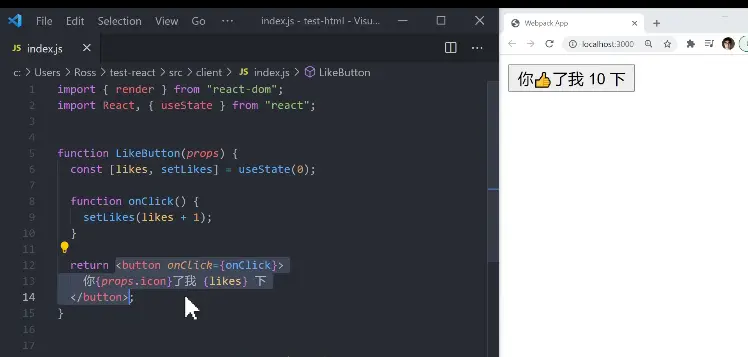 File Edit Selection View Go ··· index.js - test-html - Visu...
JS index.js ×
c: > Users > Ross > test-react > src > client > JS index.js > LikeButton
1 import { render } from "react-dom";
2 import React, { useState } from "react";
3
4
5 function LikeButton(props) {
6 const [likes, setLikes] = useState(0);
7
8 function onClick() {
9 setLikes(likes + 1);
10 }
11
12 return <button onClick={onClick}>
13 你{props.icon}了我 {likes} 下
14 </button>;
15 }
16
17
Webpack App
localhost:3000
你👍了我 10 下